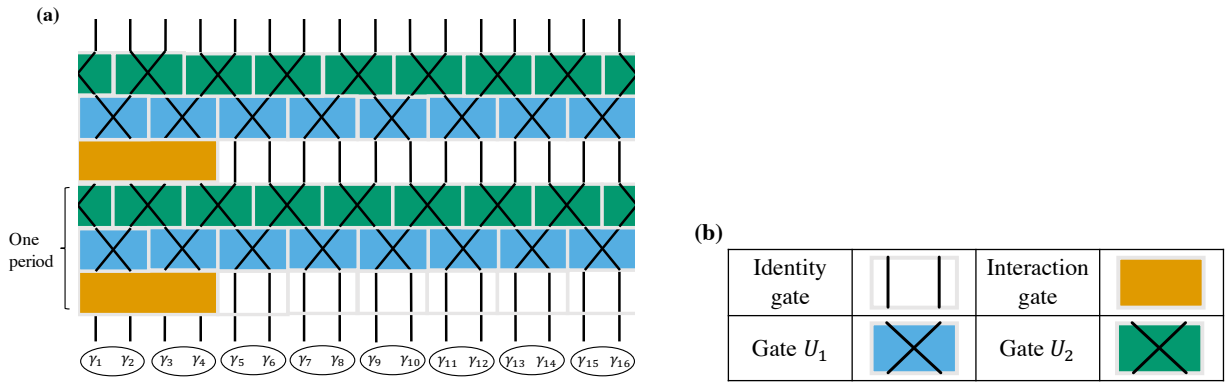 (a)
One
period
γ₁ γ₂ γ₃ γ₄ γ₅ γ₆ γ₇ γ₈ γ₉ γ₁₀ γ₁₁ γ₁₂ γ₁₃ γ₁₄ γ₁₅ γ₁₆
(b)
Identity
gate
Interaction
gate
Gate U₁
Gate U₂